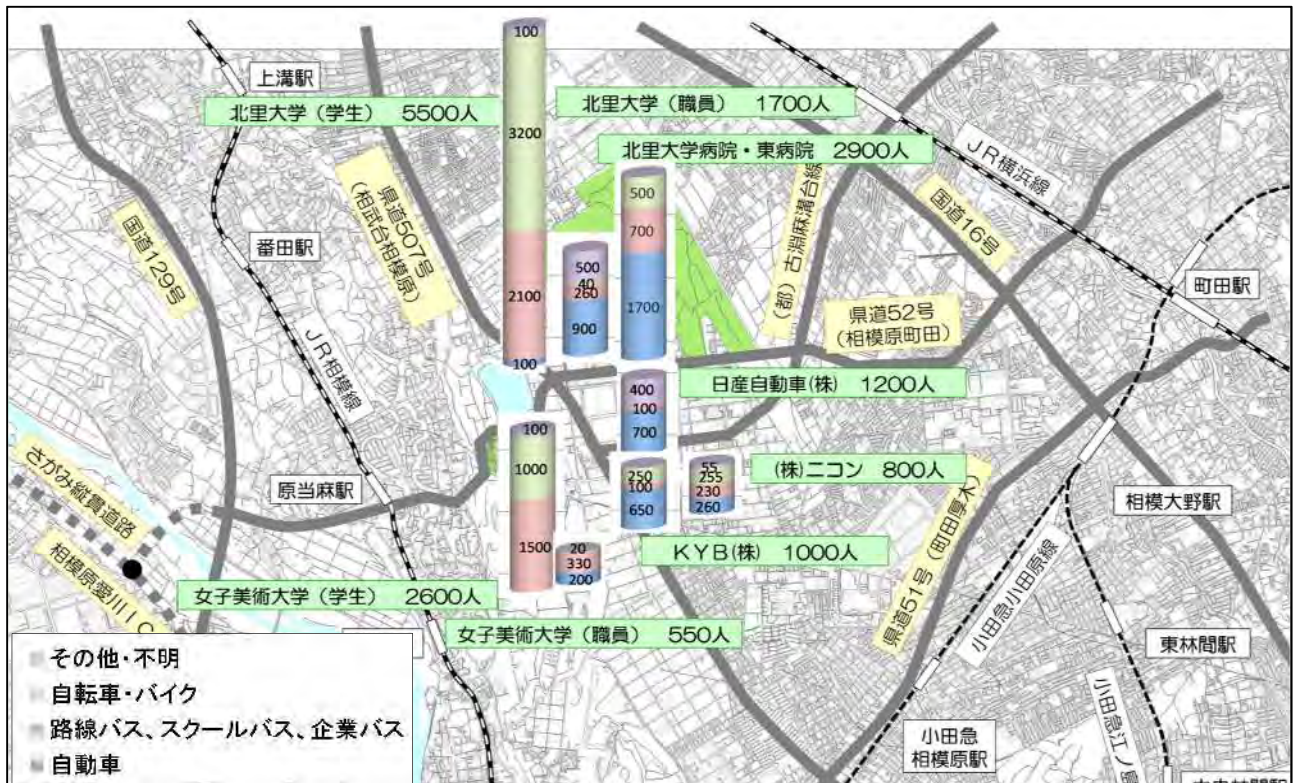 100
上溝駅
北里大学（学生） 5500人
北里大学（職員） 1700人
3200
北里大学病院・東病院 2900人
JR横浜線
国道129号
県道507号
（相武台相模原）
（都）古淵麻溝台線
国道16号
番田駅
500
700
1700
町田駅
2100
500
40
260
900
県道52号
（相模原町田）
100
JR相模線
日産自動車(株) 1200人
400
100
700
100
1000
1500
(株)ニコン 800人
250
100
650
55
255
230
260
さがみ縦貫道路
原当麻駅
相模大野駅
県道51号（町田厚木）
小田急小田原線
KYB(株) 1000人
20
330
200
相模原愛川IC
女子美術大学（学生） 2600人
女子美術大学（職員） 550人
東林間駅
その他・不明
自転車・バイク
路線バス、スクールバス、企業バス
自動車
小田急
相模原駅
小田急江ノ島